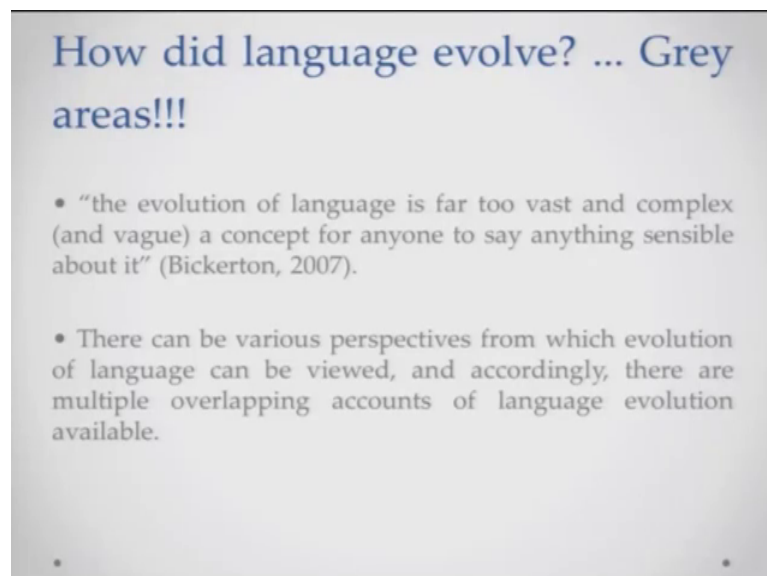 How did language evolve? ... Grey
areas!!!
• “the evolution of language is far too vast and complex
(and vague) a concept for anyone to say anything sensible
about it” (Bickerton, 2007).
• There can be various perspectives from which evolution
of language can be viewed, and accordingly, there are
multiple overlapping accounts of language evolution
available.